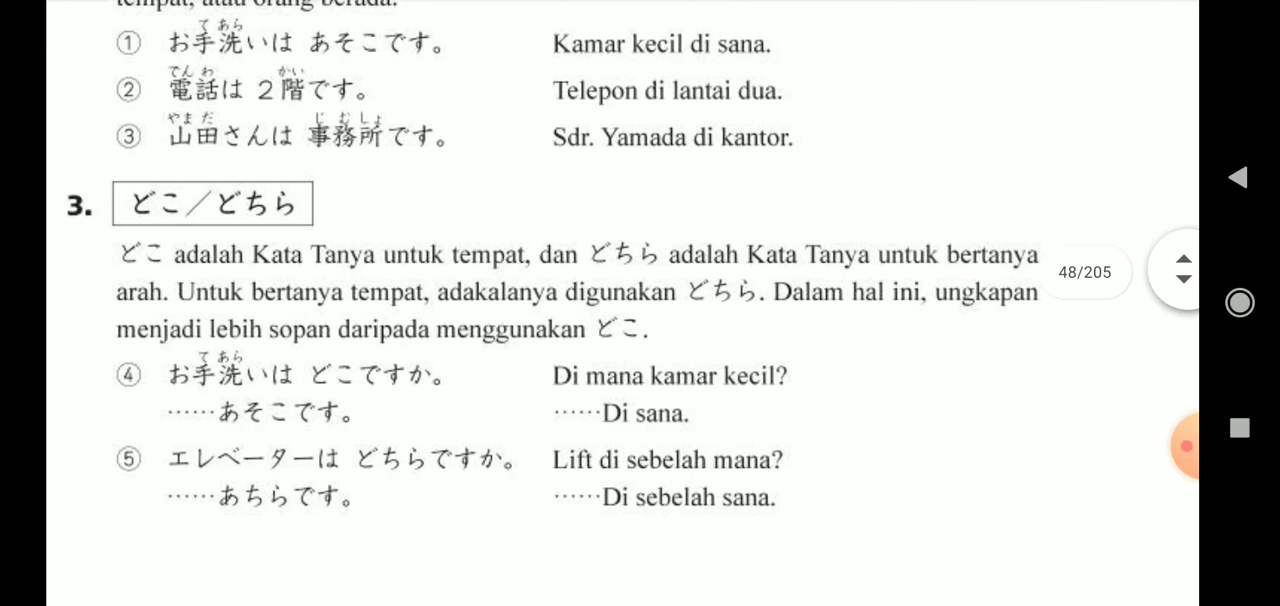 tempat, atau orang berada.
① お手洗いは あそこです。 Kamar kecil di sana.
② 電話は 2階です。 Telepon di lantai dua.
③ 山田さんは 事務所です。 Sdr. Yamada di kantor.
3. どこ／どちら
どこ adalah Kata Tanya untuk tempat, dan どちら adalah Kata Tanya untuk bertanya
arah. Untuk bertanya tempat, adakalanya digunakan どちら. Dalam hal ini, ungkapan
menjadi lebih sopan daripada menggunakan どこ.
④ お手洗いは どこですか。 Di mana kamar kecil?
……あそこです。 ……Di sana.
⑤ エレベーターは どちらですか。 Lift di sebelah mana?
……あちらです。 ……Di sebelah sana.
48/205